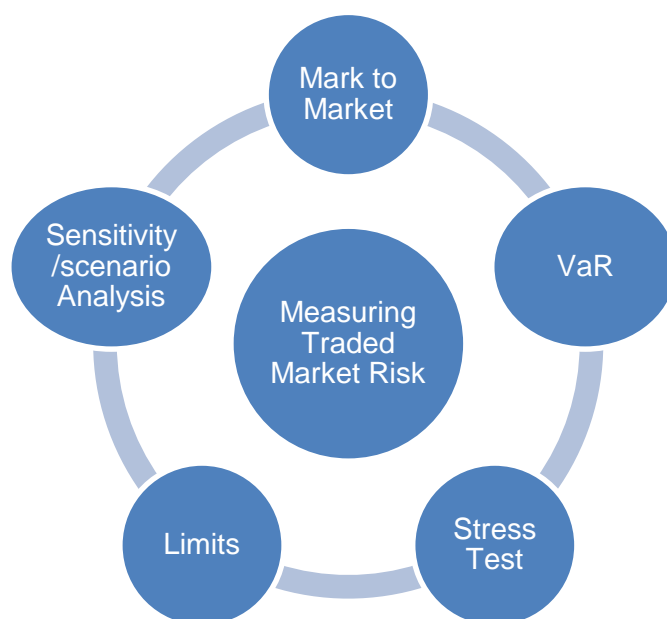 Mark to
Market
VaR
Stress
Test
Limits
Sensitivity
/scenario
Analysis
Measuring
Traded
Market Risk